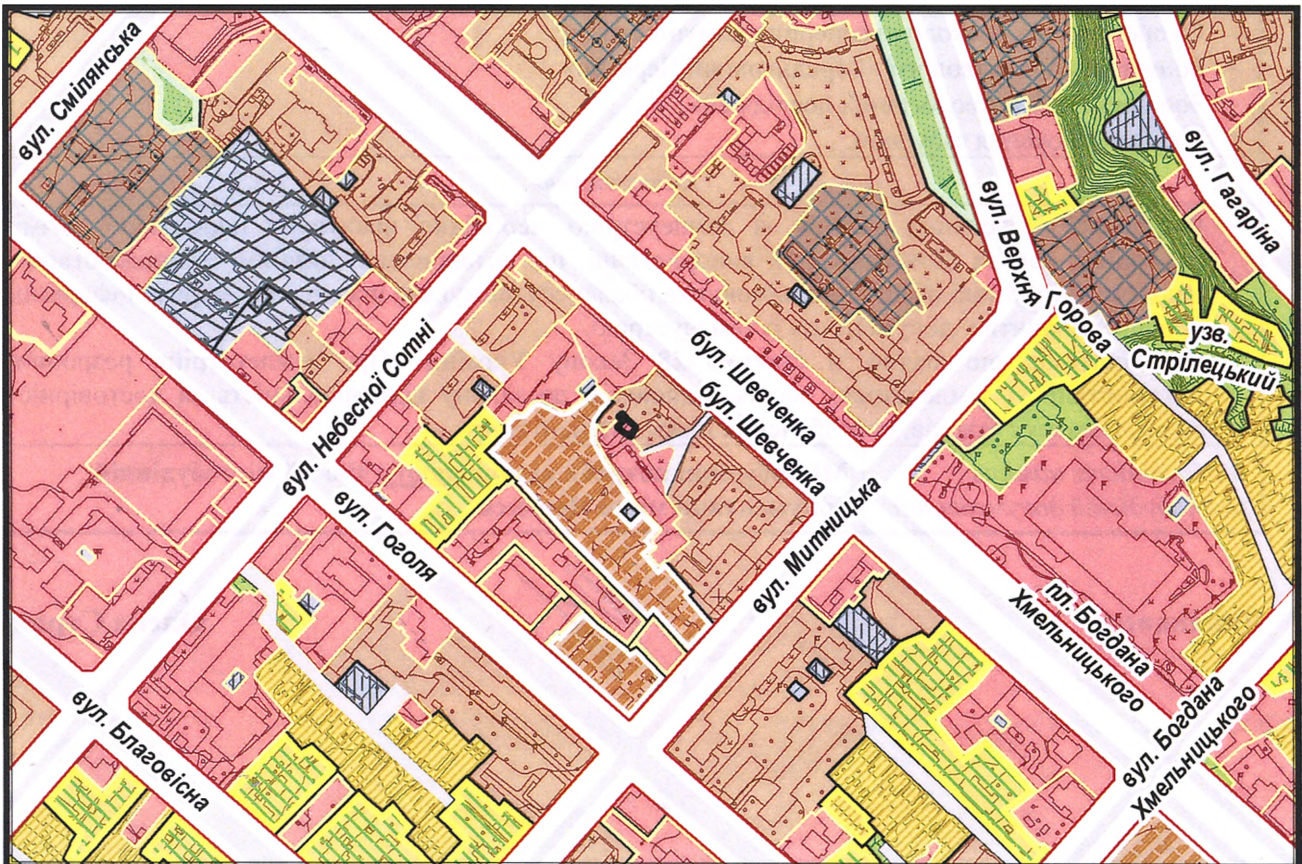 вул. Смілянська
вул. Гагаріна
вул. Верхня
Горова
узв.
Стрілецький
бул. Шевченка
бул. Шевченка
вул. Небесної Сотні
вул. Гоголя
вул. Митницька
пл. Богдана
Хмельницького
вул. Богдана
Хмельницького
вул. Благовісна